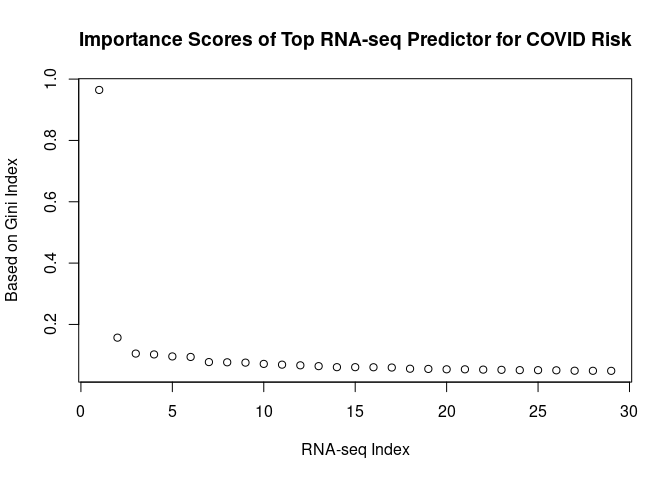 Importance Scores of Top RNA-seq Predictor for COVID Risk
Based on Gini Index
1.0
0.8
0.6
0.4
0.2
0 5 10 15 20 25 30
RNA-seq Index